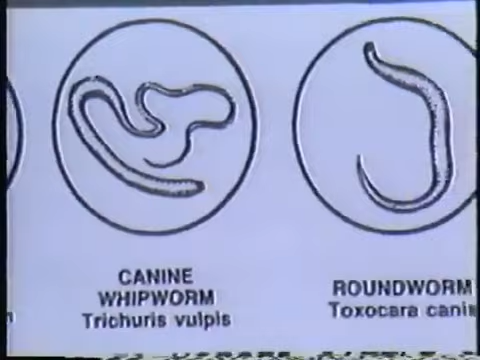 CANINE
WHIPWORM
Trichuris vulpis
ROUNDWORM
Toxocara canis